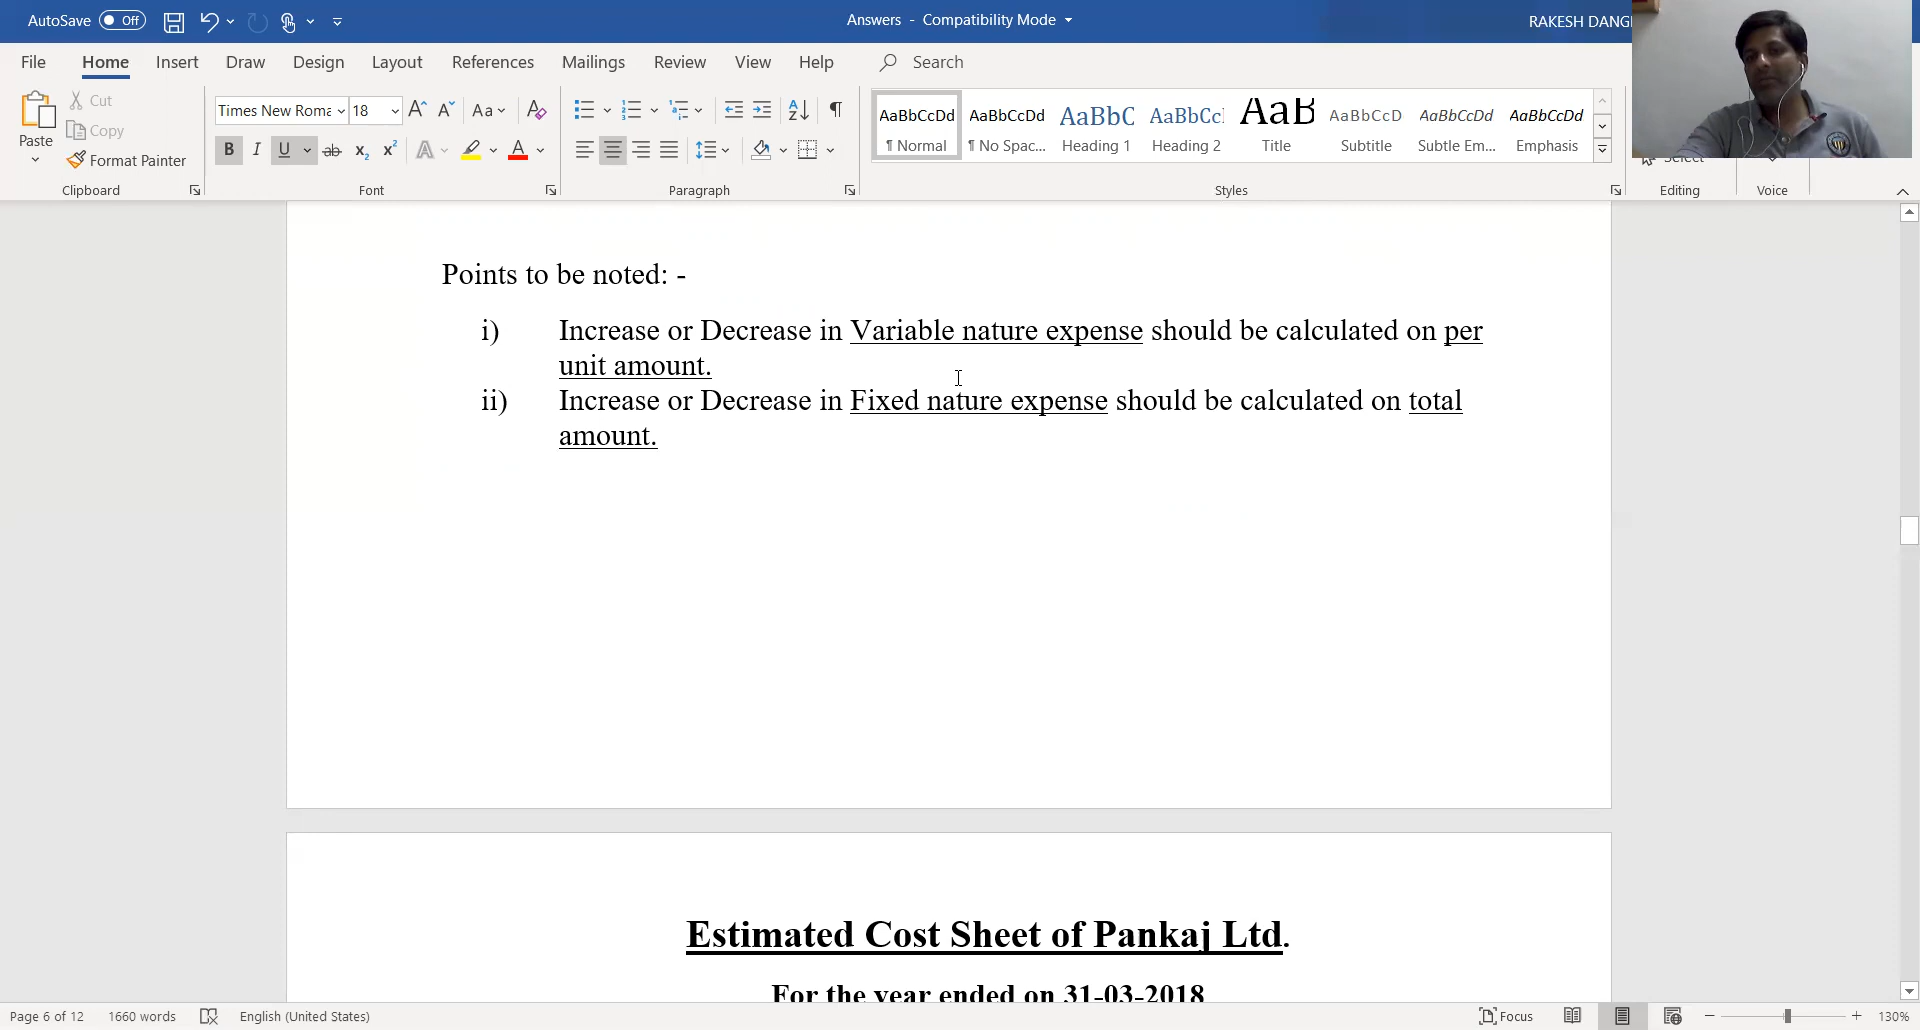 AutoSave Off
Answers - Compatibility Mode
RAKESH DANG
File Home Insert Draw Design Layout References Mailings Review View Help Search
Paste
Cut
Copy
Format Painter
Clipboard
Times New Roma 18
Font
Paragraph
AaBbCcDd AaBbCcDd AaBbC AaBbCc AaB AaBbCcD AaBbCcDd AaBbCcDd
¶ Normal ¶ No Spac... Heading 1 Heading 2 Title Subtitle Subtle Em... Emphasis
Styles
Select
Editing
Voice
Points to be noted: -
i) Increase or Decrease in Variable nature expense should be calculated on per
unit amount.
ii) Increase or Decrease in Fixed nature expense should be calculated on total
amount.
Estimated Cost Sheet of Pankaj Ltd.
For the year ended on 31-03-2018
Page 6 of 12 1660 words English (United States) Focus 130%